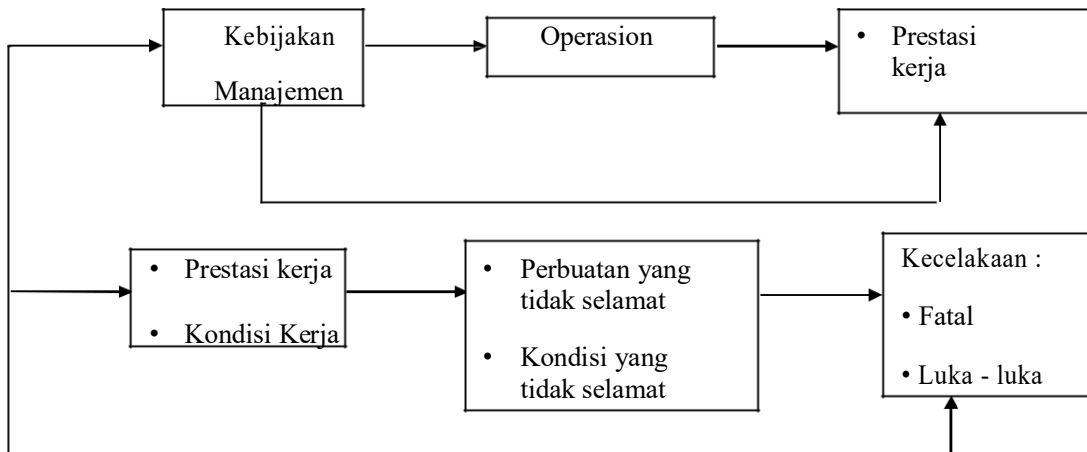 Kebijakan
Manajemen
Operasion
• Prestasi
kerja
• Prestasi kerja
• Kondisi Kerja
• Perbuatan yang
tidak selamat
• Kondisi yang
tidak selamat
Kecelakaan :
• Fatal
• Luka - luka